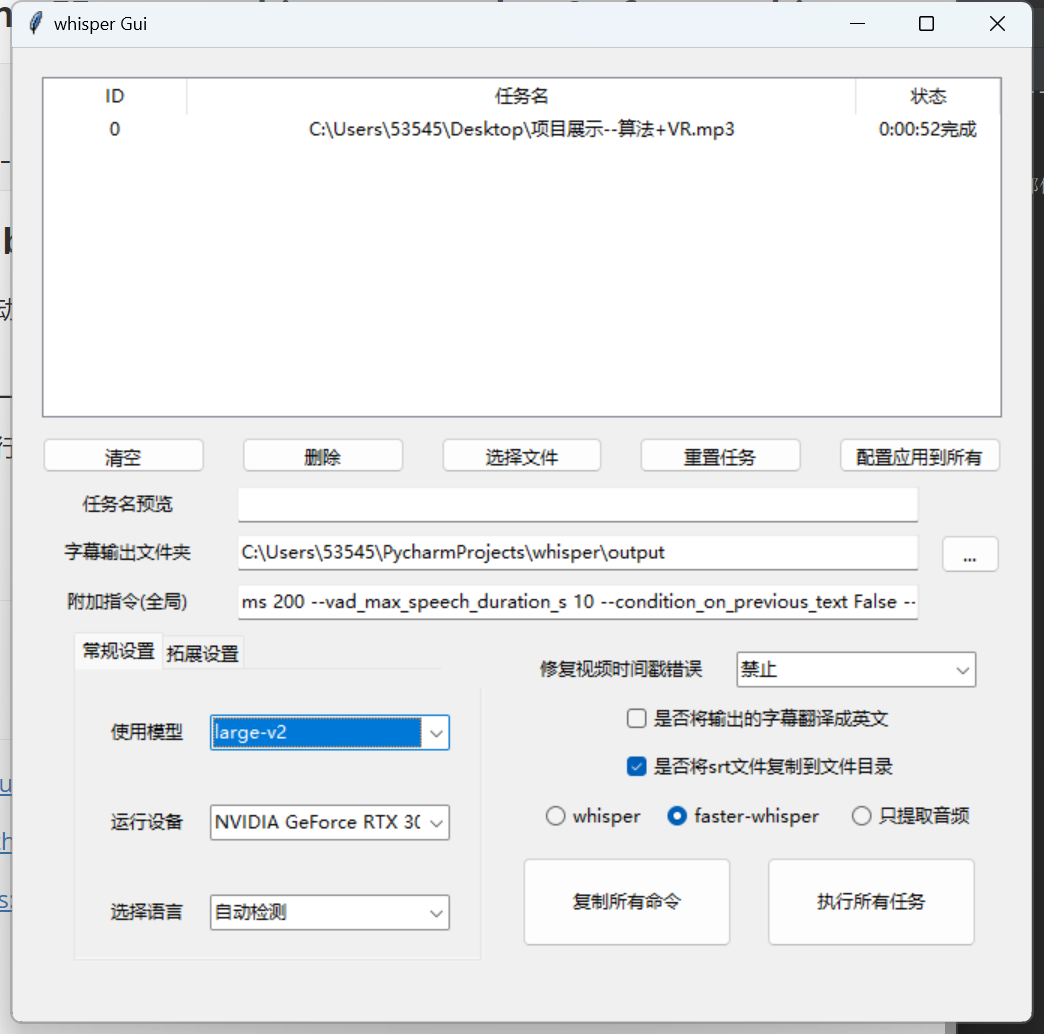 whisper Gui
ID 任务名 状态
0 C:\Users\53545\Desktop\项目展示--算法+VR.mp3 0:00:52完成
清空 删除 选择文件 重置任务 配置应用到所有
任务名预览
字幕输出文件夹 C:\Users\53545\PycharmProjects\whisper\output ...
附加指令(全局) ms 200 --vad_max_speech_duration_s 10 --condition_on_previous_text False --
常规设置 拓展设置
修复视频时间戳错误 禁止
是否将输出的字幕翻译成英文
使用模型 large-v2
是否将srt文件复制到文件目录
运行设备 NVIDIA GeForce RTX 30
whisper faster-whisper 只提取音频
选择语言 自动检测
复制所有命令 执行所有任务